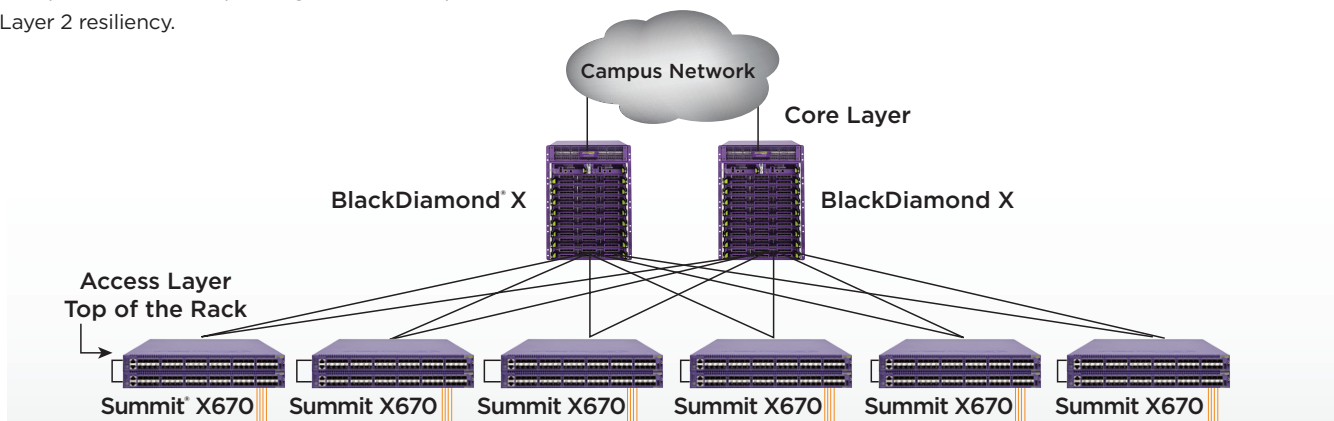 Layer 2 resiliency.
Campus Network
Core Layer
BlackDiamond® X
BlackDiamond X
Access Layer
Top of the Rack
Summit® X670
Summit X670
Summit X670
Summit X670
Summit X670
Summit X670